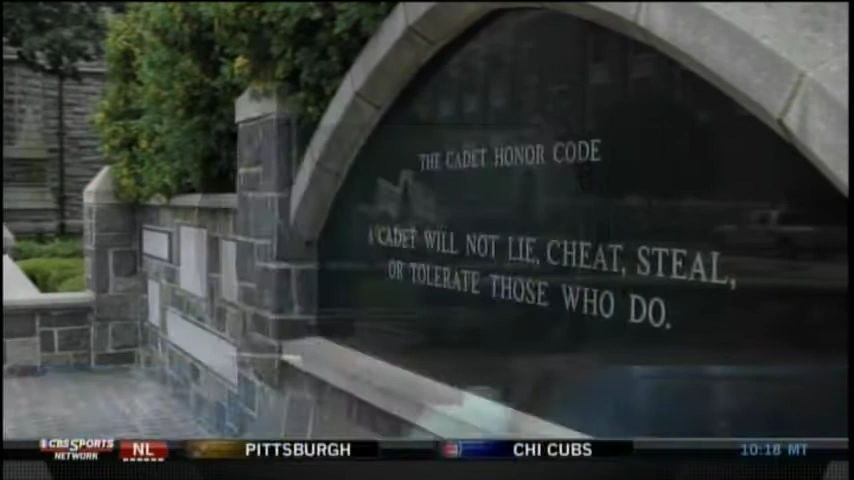 THE CADET HONOR CODE
A CADET WILL NOT LIE, CHEAT, STEAL,
OR TOLERATE THOSE WHO DO.
CBS SPORTS
NETWORK
NL
PITTSBURGH
CHI CUBS
10:18 MT